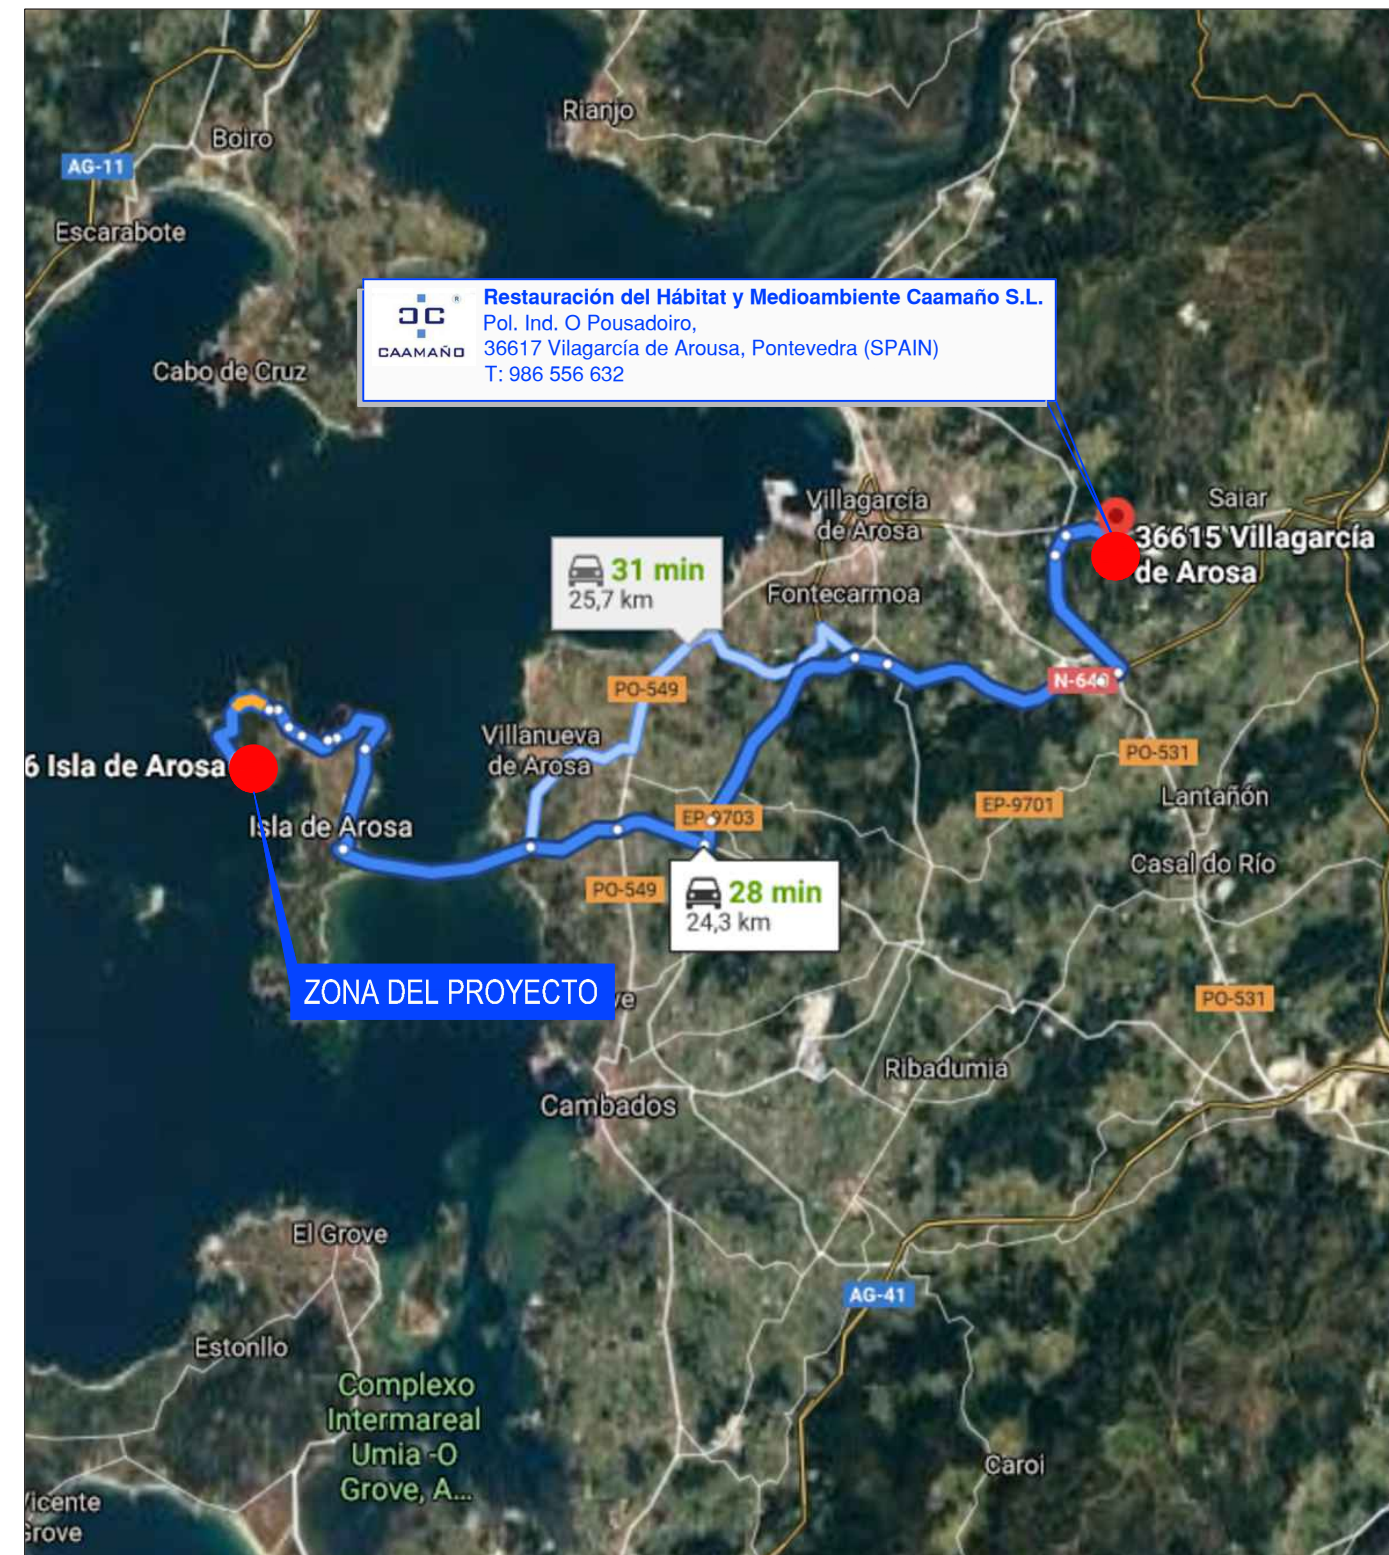 Rianjo
Boiro
AG-11
Escarabote
Cabo de Cruz
CAAMAÑO
®
Restauración del Hábitat y Medioambiente Caamaño S.L.
Pol. Ind. O Pousadoiro,
36617 Vilagarcía de Arousa, Pontevedra (SPAIN)
T: 986 556 632
Villagarcía
de Arosa
Saiar
36615 Villagarcía
de Arosa
31 min
25,7 km
Fontecarmoa
PO-549
N-640
Villanueva
de Arosa
6 Isla de Arosa
PO-531
Lantañón
EP-9701
EP-9703
Isla de Arosa
Casal do Río
PO-549
28 min
24,3 km
ZONA DEL PROYECTO
PO-531
Ribadumia
Cambados
El Grove
AG-41
Estonllo
Complexo
Intermareal
Umia -O
Grove, A...
Caroi
Vicente
Grove